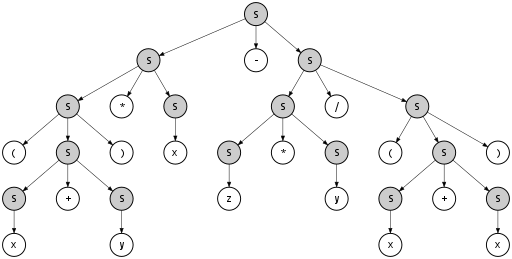 S
S - S
S * S S / S
( S ) x S * S ( S )
S + S z y S + S
x y x x